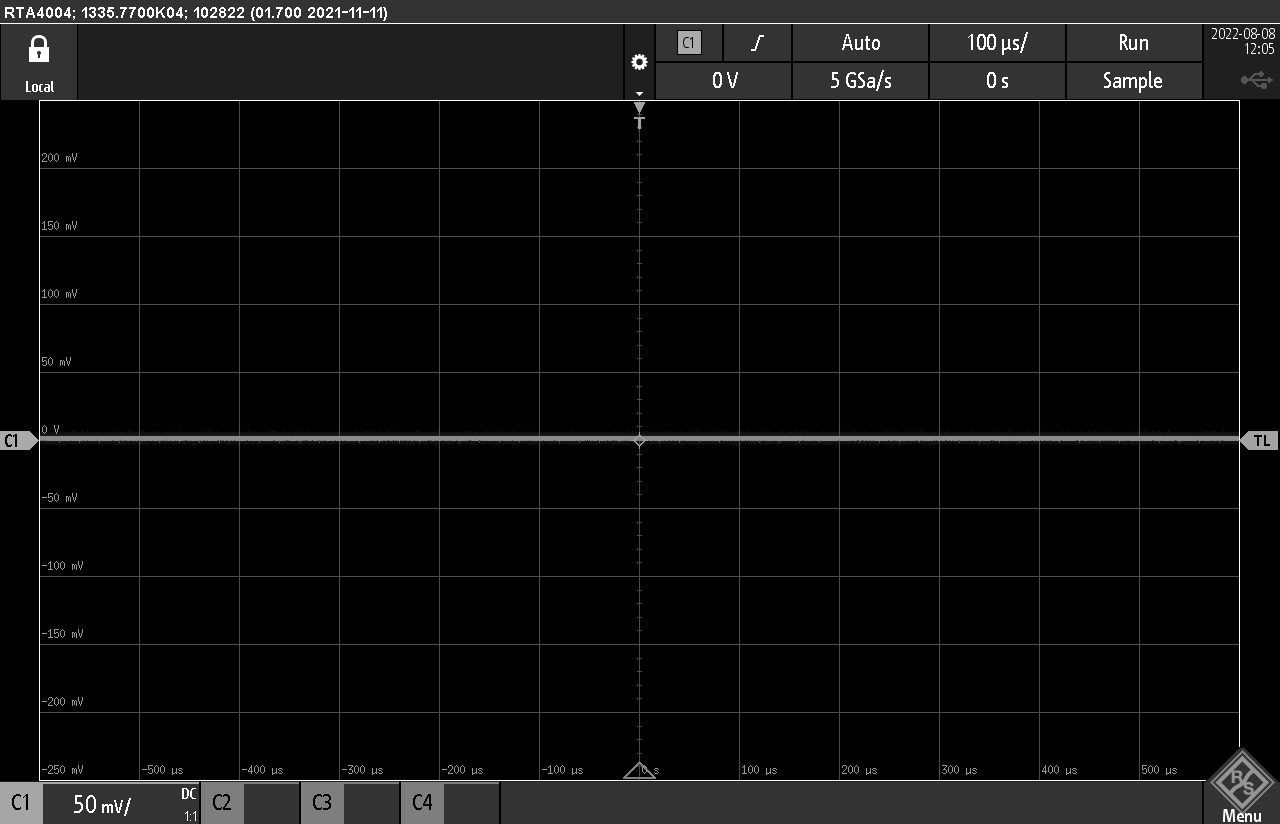 RTA4004; 1335.7700K04; 102822 (01.700 2021-11-11)
Local
C1 Auto 100 µs/ Run
0 V 5 GSa/s 0 s Sample
2022-08-08
12:05
T
200 mV
150 mV
100 mV
50 mV
0 V
C1
TL
-50 mV
-100 mV
-150 mV
-200 mV
-250 mV
-500 µs -400 µs -300 µs -200 µs -100 µs 0 s 100 µs 200 µs 300 µs 400 µs 500 µs
C1 50 mV/ DC
1:1
C2 C3 C4
R S
Menu